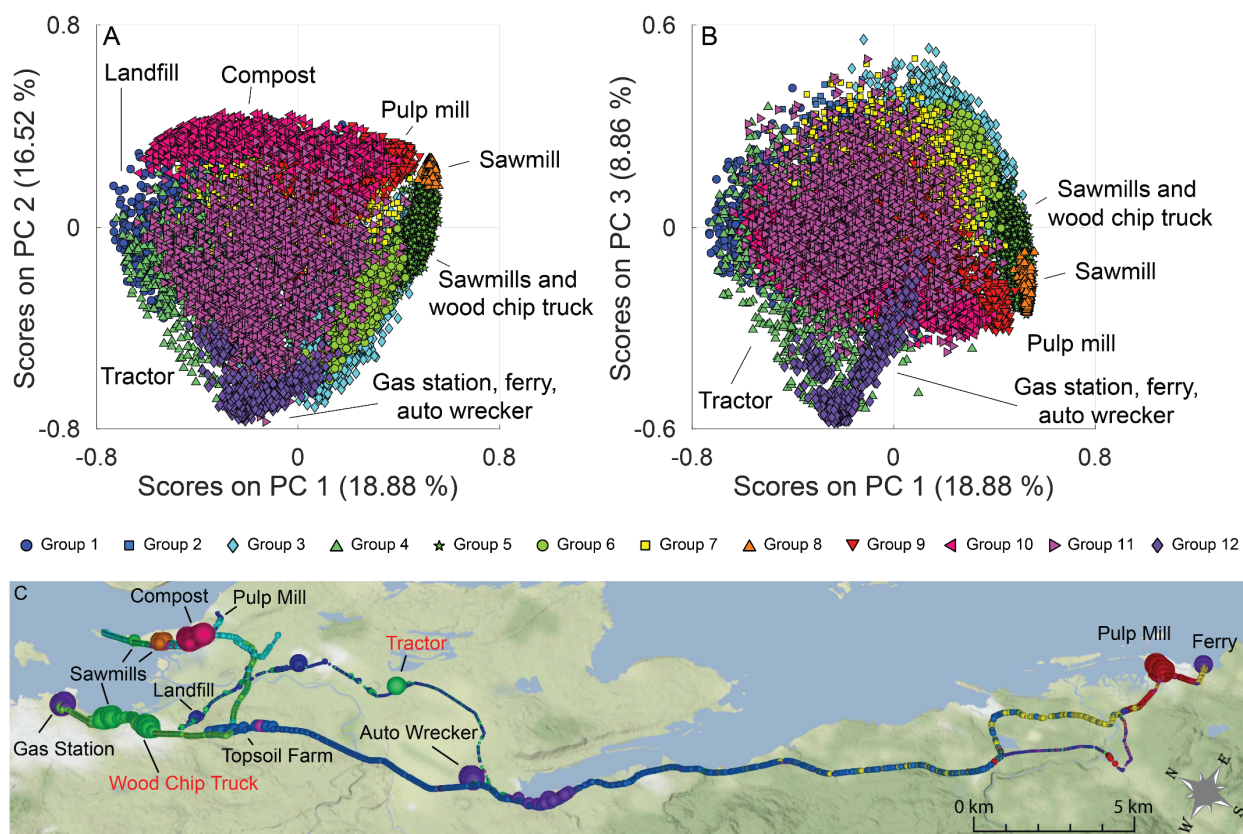 A
0.8
0
-0.8
Scores on PC 2 (16.52 %)
Landfill
Compost
Pulp mill
Sawmill
Sawmills and
wood chip truck
Tractor
Gas station, ferry,
auto wrecker
-0.8
0
0.8
Scores on PC 1 (18.88 %)
B
0.6
0
-0.6
Scores on PC 3 (8.86 %)
Sawmills and
wood chip truck
Sawmill
Pulp mill
Tractor
Gas station, ferry,
auto wrecker
-0.8
0
0.8
Scores on PC 1 (18.88 %)
Group 1 Group 2 Group 3 Group 4 Group 5 Group 6 Group 7 Group 8 Group 9 Group 10 Group 11 Group 12
C
Compost
Pulp Mill
Sawmills
Landfill
Tractor
Gas Station
Wood Chip Truck
Topsoil Farm
Auto Wrecker
Pulp Mill
Ferry
0 km
5 km
N
E
S
W